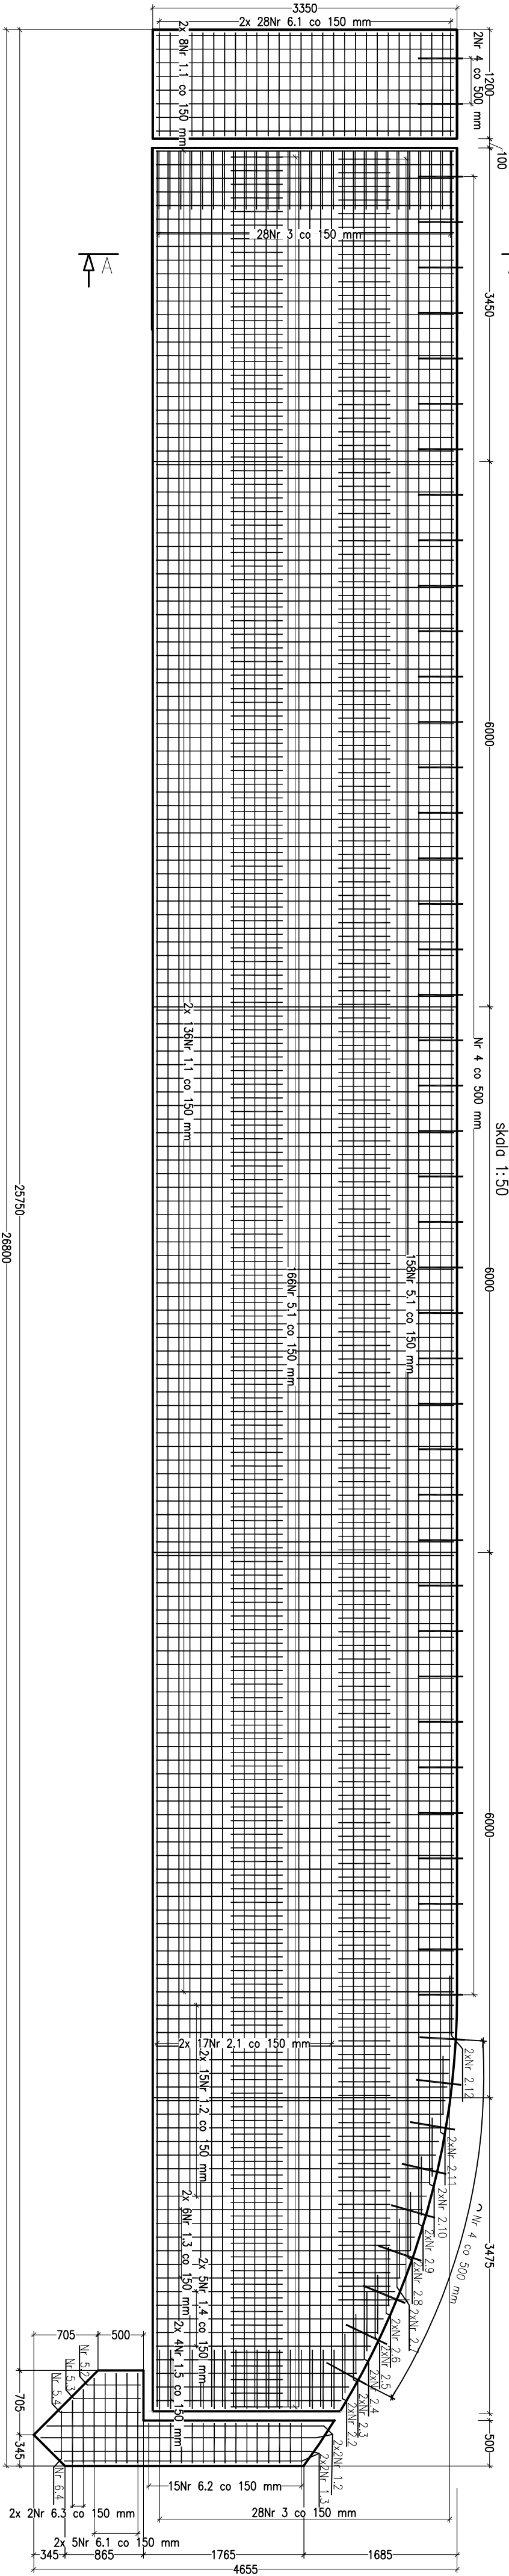 3350
2x 28Nr 6.1 co 150 mm
2Nr 4 co 500 mm
1200
100
2x 8Nr 1.1 co 150 mm
28Nr 3 co 150 mm
A
3450
6000
Nr 4 co 500 mm
skala 1:50
2x 136Nr 1.1 co 150 mm
158Nr 5.1 co 150 mm
166Nr 5.1 co 150 mm
6000
25750
26800
6000
2x 17Nr 2.1 co 150 mm
2x 15Nr 1.2 co 150 mm
2x 6Nr 1.3 co 150 mm
2x 5Nr 1.4 co 150 mm
2x 4Nr 1.5 co 150 mm
2xNr 2.12
2xNr 2.11
2xNr 2.10
2xNr 2.9
2xNr 2.8
2xNr 2.
2xNr 2.6
2xNr 2.5
2xNr 2.4
2xNr 2.3
2xNr 2.2
2x2Nr 1.2
2x2Nr 1.3
Nr 4 co 500 mm
3475
500
705
500
Nr 5.2
Nr 5.3
Nr 5.4
705
345
Nr 6.4
15Nr 6.2 co 150 mm
28Nr 3 co 150 mm
2x 2Nr 6.3 co 150 mm
2x 5Nr 6.1 co 150 mm
345
865
1765
1685
4655